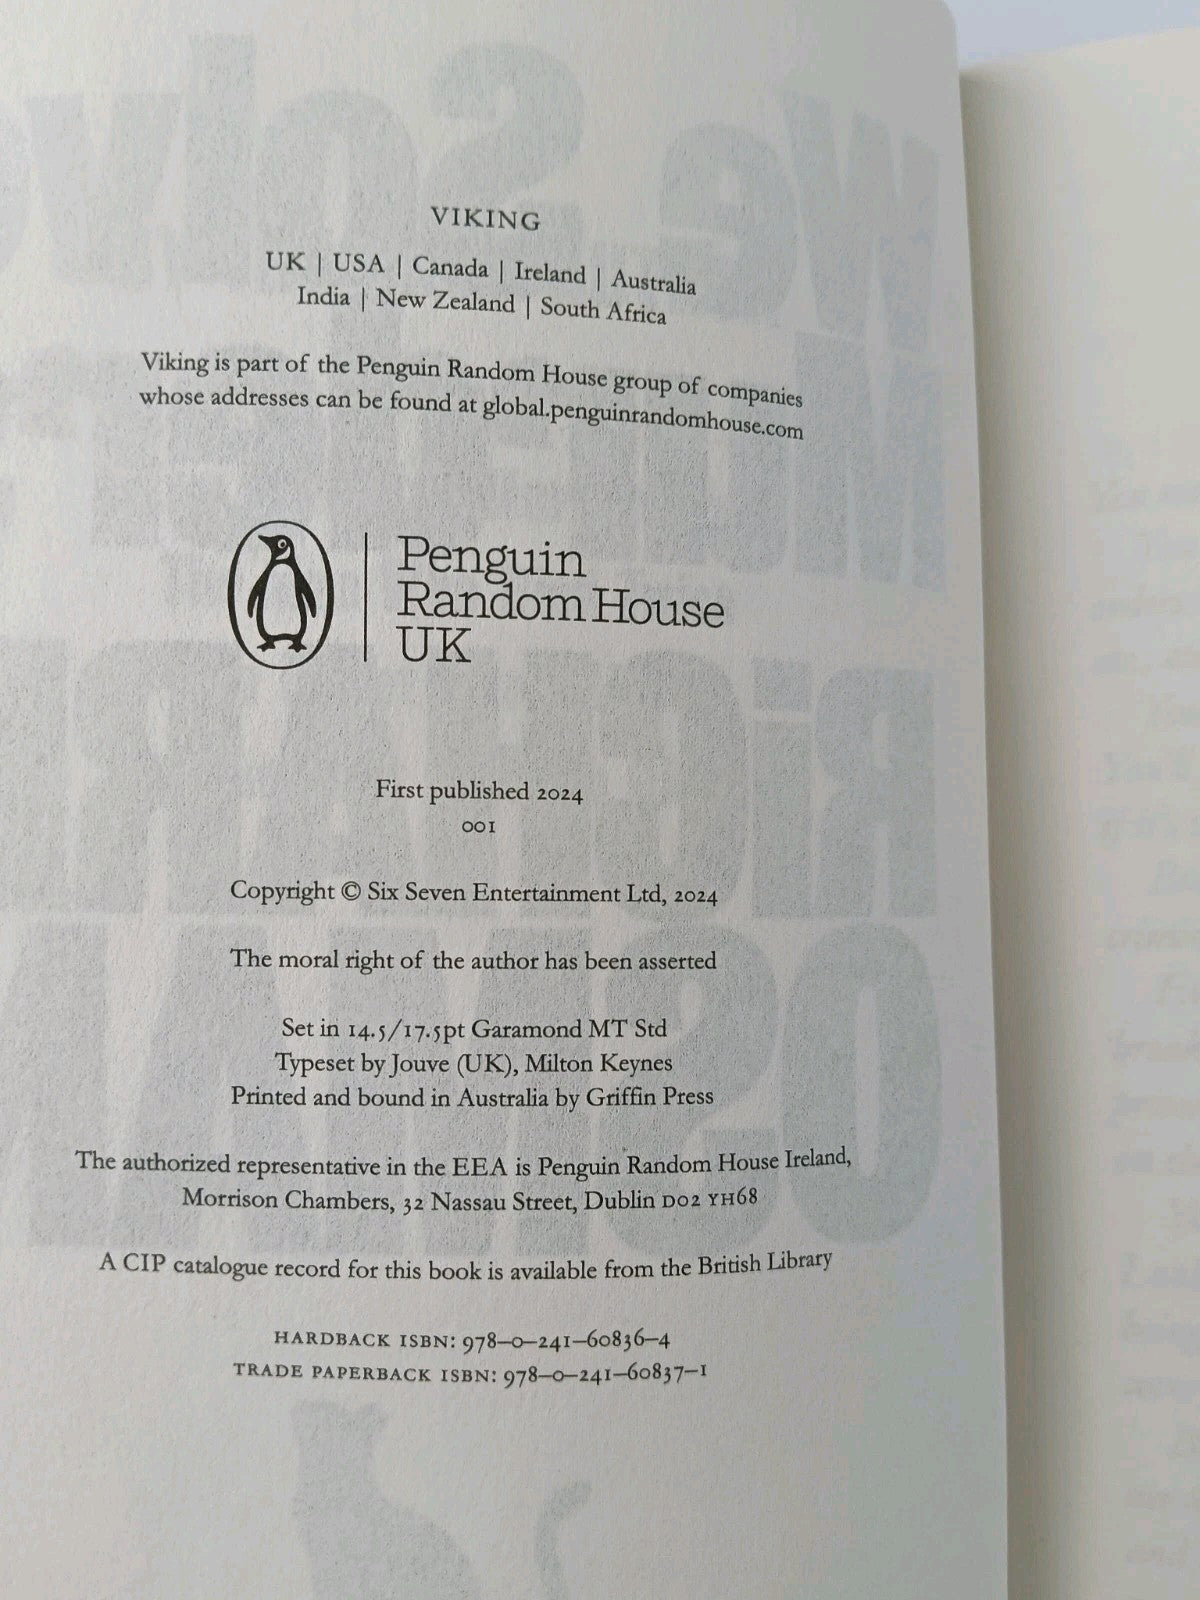 VIKING
UK | USA | Canada | Ireland | Australia
India | New Zealand | South Africa
Viking is part of the Penguin Random House group of companies
whose addresses can be found at global.penguinrandomhouse.com
Penguin
Random House
UK
First published 2024
001
Copyright © Six Seven Entertainment Ltd, 2024
The moral right of the author has been asserted
Set in 14.5/17.5pt Garamond MT Std
Typeset by Jouve (UK), Milton Keynes
Printed and bound in Australia by Griffin Press
The authorized representative in the EEA is Penguin Random House Ireland,
Morrison Chambers, 32 Nassau Street, Dublin D02 YH68
A CIP catalogue record for this book is available from the British Library
HARDBACK ISBN: 978–0–241–60836–4
TRADE PAPERBACK ISBN: 978–0–241–60837–1